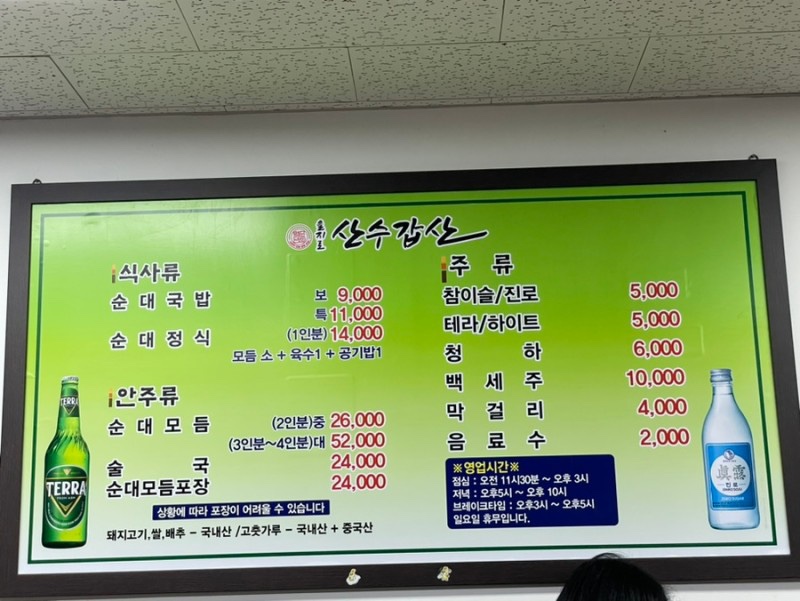 을지로 산수갑산
식사류
순대국밥 보 9,000
특 11,000
순대정식 (1인분) 14,000
모듬 소 + 육수1 + 공기밥1
안주류
순대모듬 (2인분)중 26,000
(3인분~4인분)대 52,000
술국 24,000
순대모듬포장 24,000
상황에 따라 포장이 어려울 수 있습니다
돼지고기,쌀,배추 - 국내산 /고춧가루 - 국내산 + 중국산
주류
참이슬/진로 5,000
테라/하이트 5,000
청하 6,000
백세주 10,000
막걸리 4,000
음료수 2,000
※영업시간※
점심 : 오전 11시30분 ~ 오후 3시
저녁 : 오후5시 ~ 오후 10시
브레이크타임 : 오후3시 ~ 오후5시
일요일 휴무입니다.
TERRA
TERRA
眞露
진로